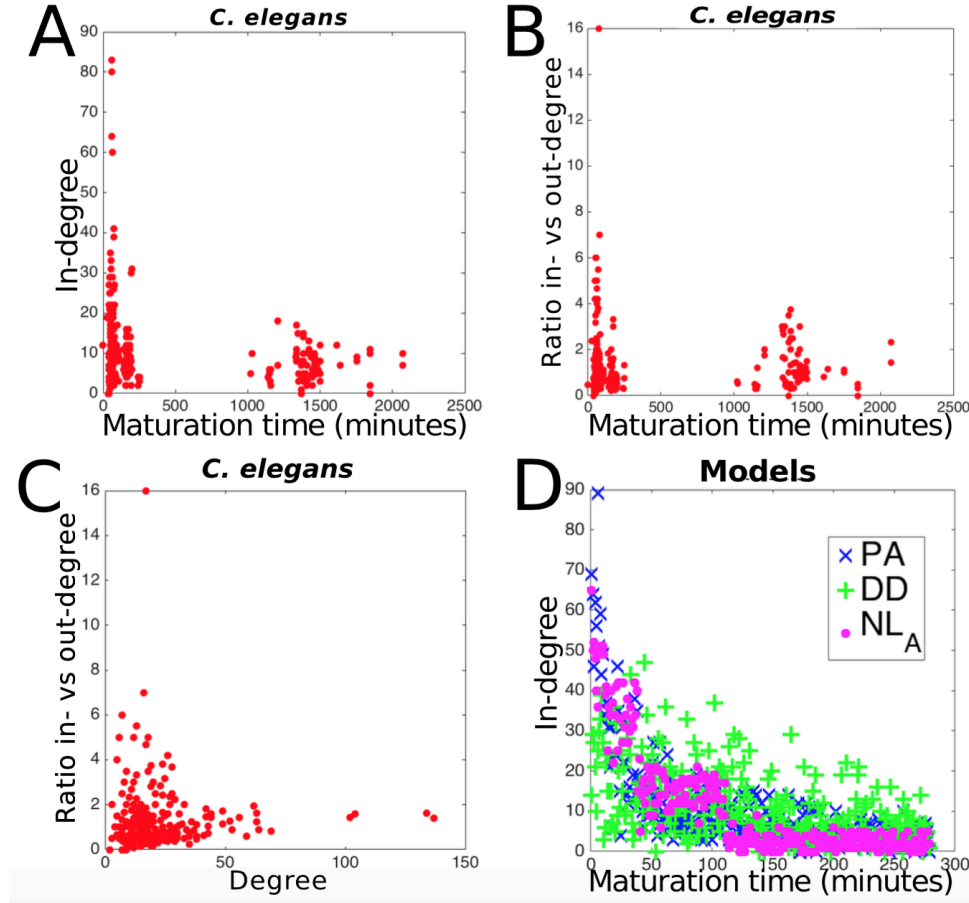 A
C. elegans
In-degree
90
80
70
60
50
40
30
20
10
0
0 500 1000 1500 2000 2500
Maturation time (minutes)
B
C. elegans
Ratio in- vs out-degree
16
14
12
10
8
6
4
2
0
0 500 1000 1500 2000 2500
Maturation time (minutes)
C
C. elegans
Ratio in- vs out-degree
16
14
12
10
8
6
4
2
0
0 50 100 150
Degree
D
Models
In-degree
90
80
70
60
50
40
30
20
10
0
PA
DD
NLA
0 50 100 150 200 250 300
Maturation time (minutes)